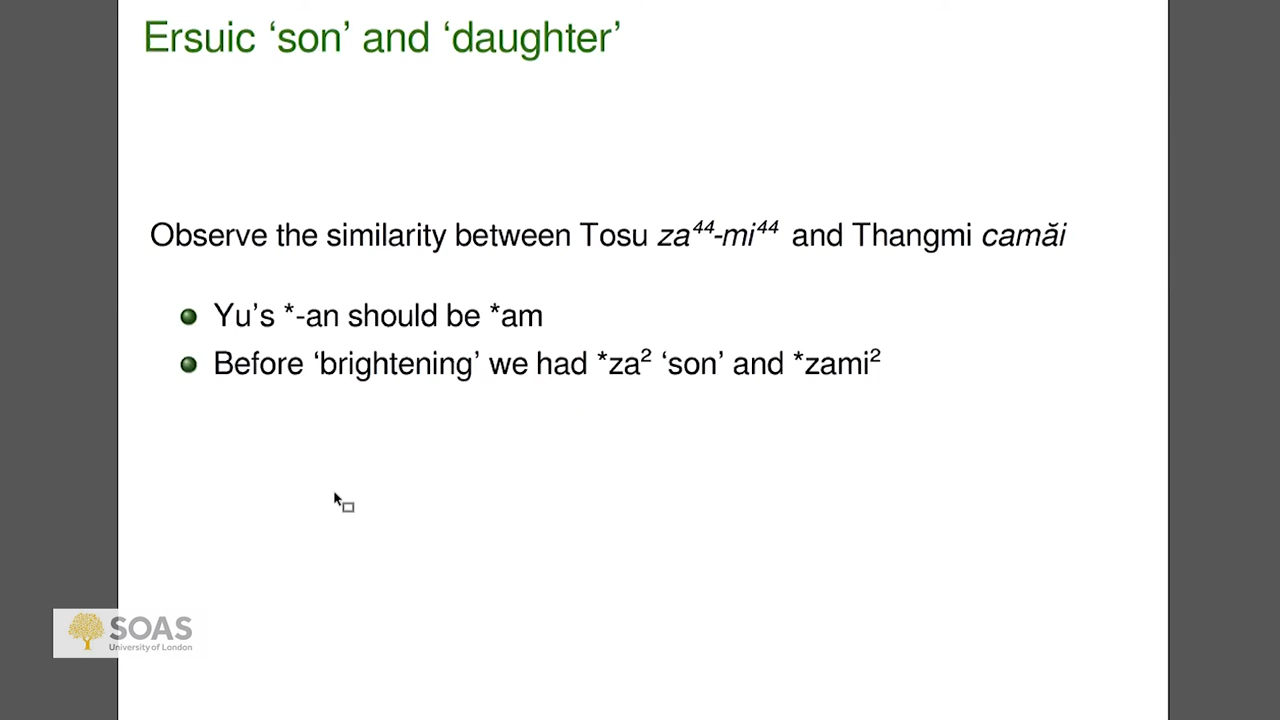 Ersuic ‘son’ and ‘daughter’
Observe the similarity between Tosu za⁴⁴-mi⁴⁴ and Thangmi camăi
Yu’s *-an should be *am
Before ‘brightening’ we had *za² ‘son’ and *zami²
SOAS
University of London